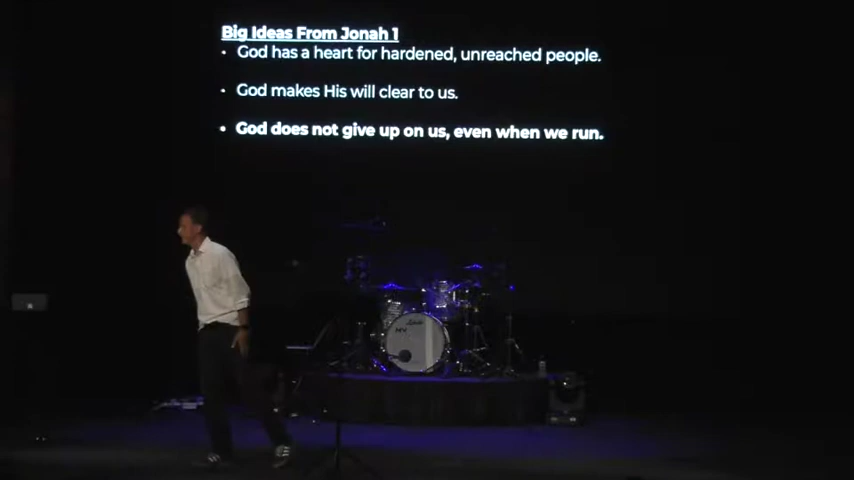 Big Ideas From Jonah 1
• God has a heart for hardened, unreached people.
• God makes His will clear to us.
• God does not give up on us, even when we run.